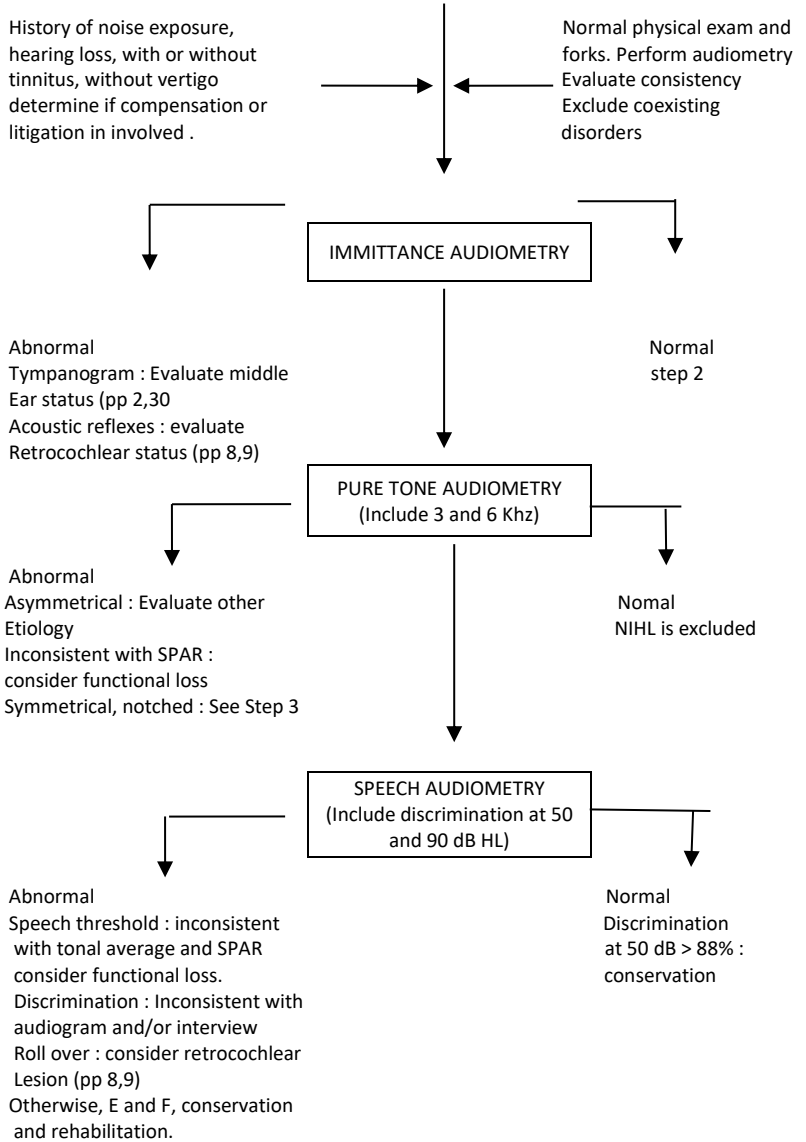 History of noise exposure,
hearing loss, with or without
tinnitus, without vertigo
determine if compensation or
litigation in involved .
Normal physical exam and
forks. Perform audiometry
Evaluate consistency
Exclude coexisting
disorders
IMMITTANCE AUDIOMETRY
Abnormal
Tympanogram : Evaluate middle
Ear status (pp 2,30
Acoustic reflexes : evaluate
Retrocochlear status (pp 8,9)
Normal
step 2
PURE TONE AUDIOMETRY
(Include 3 and 6 Khz)
Abnormal
Asymmetrical : Evaluate other
Etiology
Inconsistent with SPAR :
consider functional loss
Symmetrical, notched : See Step 3
Nomal
NIHL is excluded
SPEECH AUDIOMETRY
(Include discrimination at 50
and 90 dB HL)
Abnormal
Speech threshold : inconsistent
with tonal average and SPAR
consider functional loss.
Discrimination : Inconsistent with
audiogram and/or interview
Roll over : consider retrocochlear
Lesion (pp 8,9)
Otherwise, E and F, conservation
and rehabilitation.
Normal
Discrimination
at 50 dB > 88% :
conservation